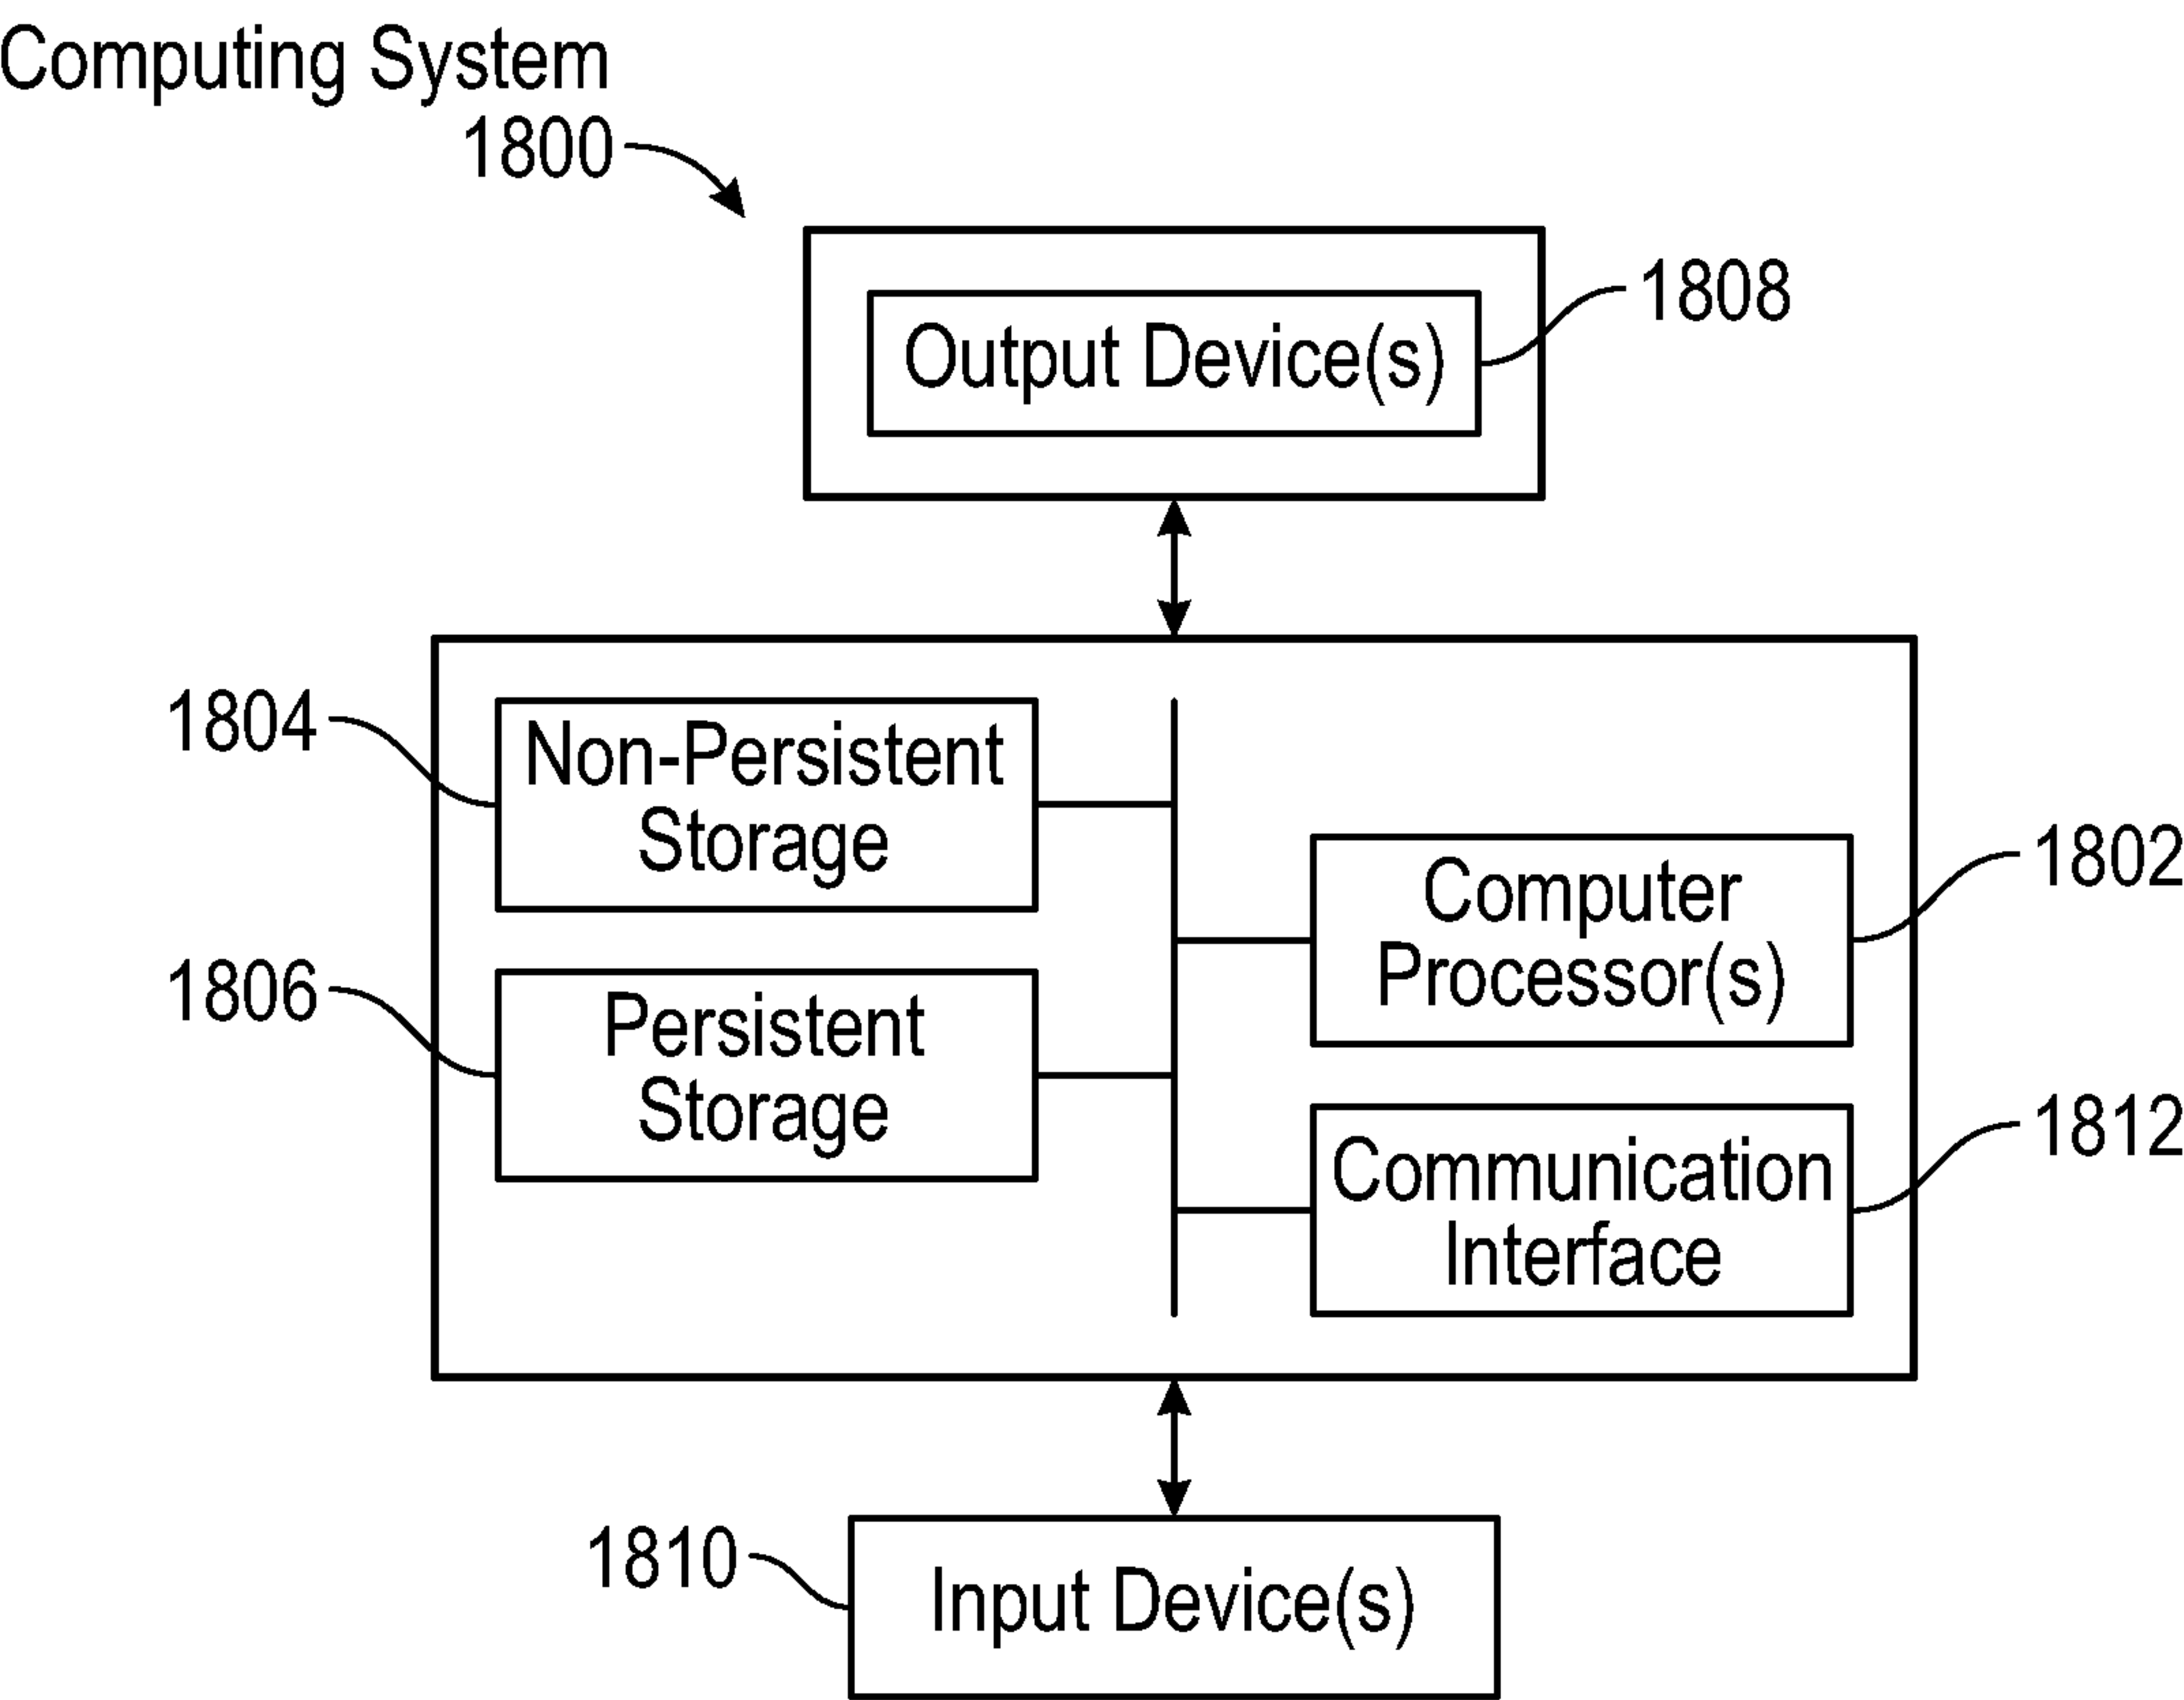 Computing System
1800
1808
Output Device(s)
1804
Non-Persistent
Storage
1802
Computer
Processor(s)
1806
Persistent
Storage
1812
Communication
Interface
1810
Input Device(s)